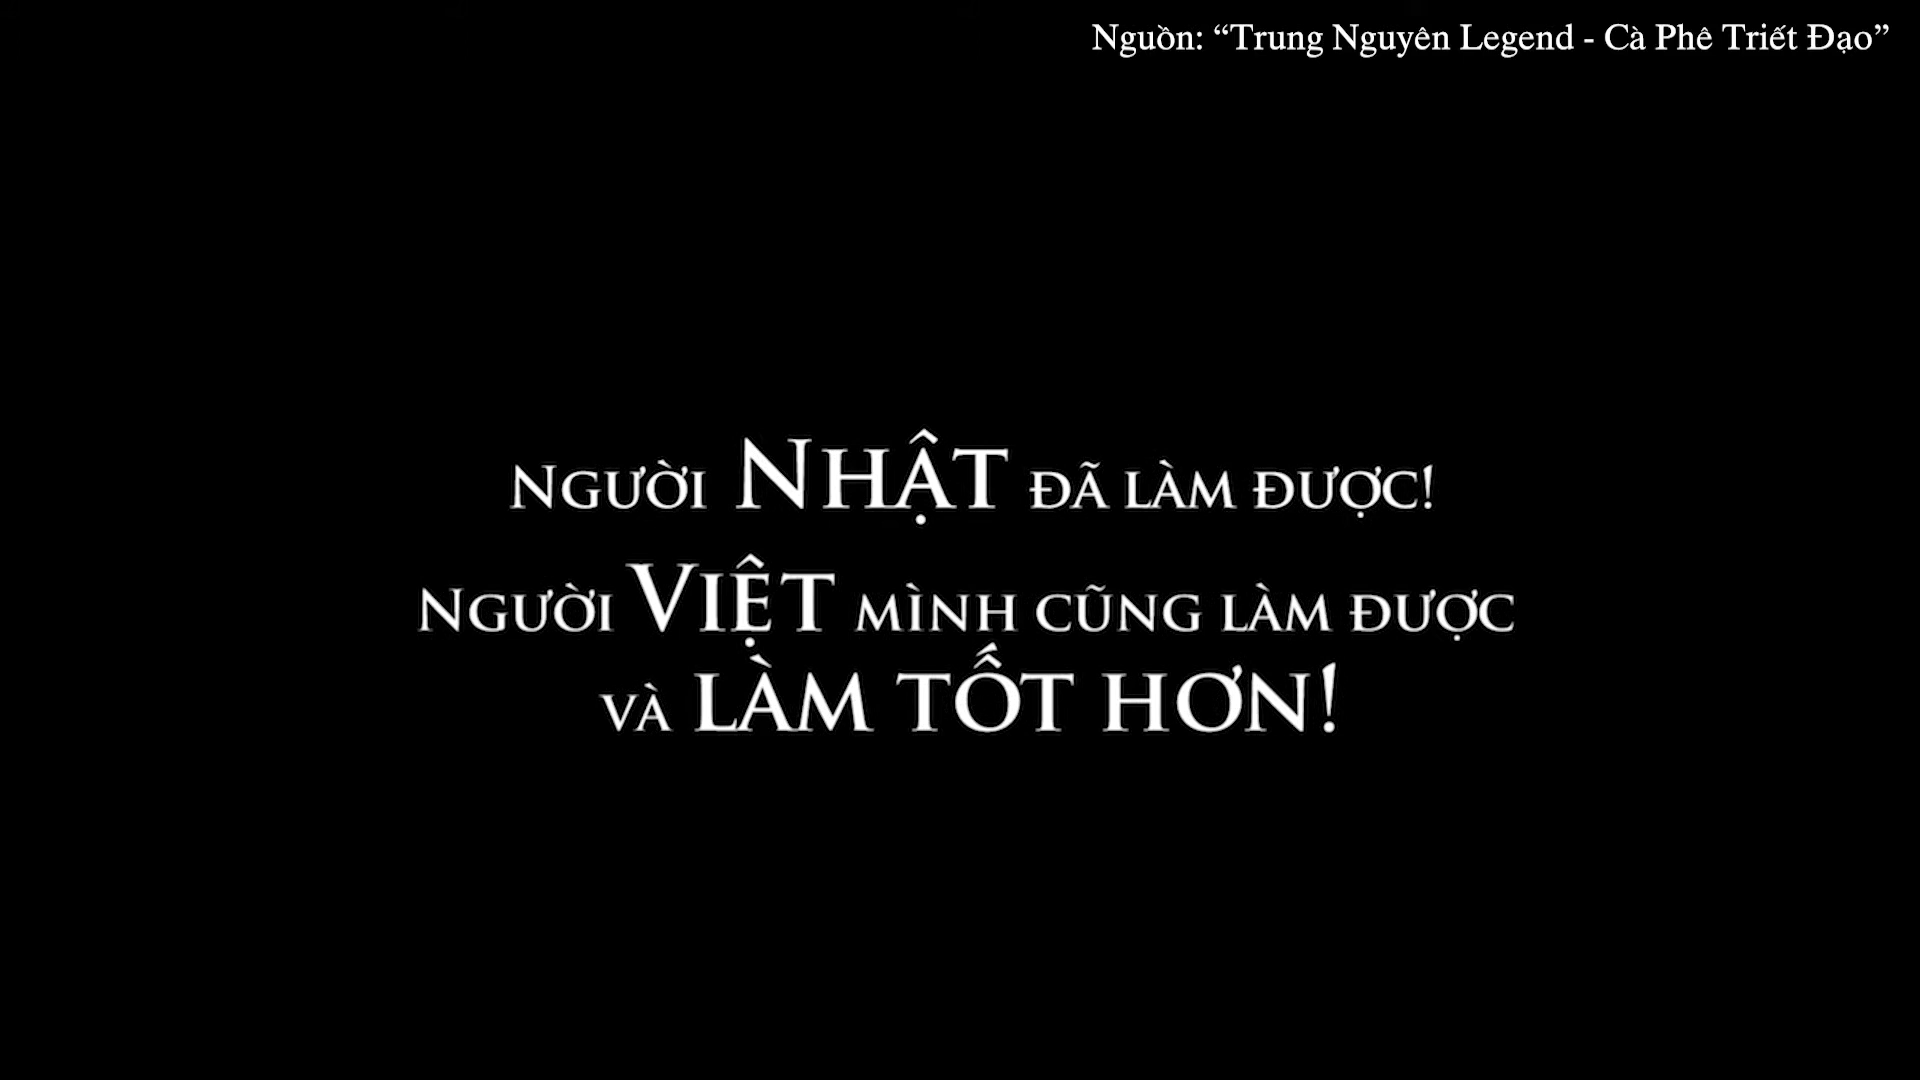 Nguồn: “Trung Nguyên Legend - Cà Phê Triết Đạo”
NGƯỜI NHẬT ĐÃ LÀM ĐƯỢC!
NGƯỜI VIỆT MÌNH CŨNG LÀM ĐƯỢC
VÀ LÀM TỐT HƠN!